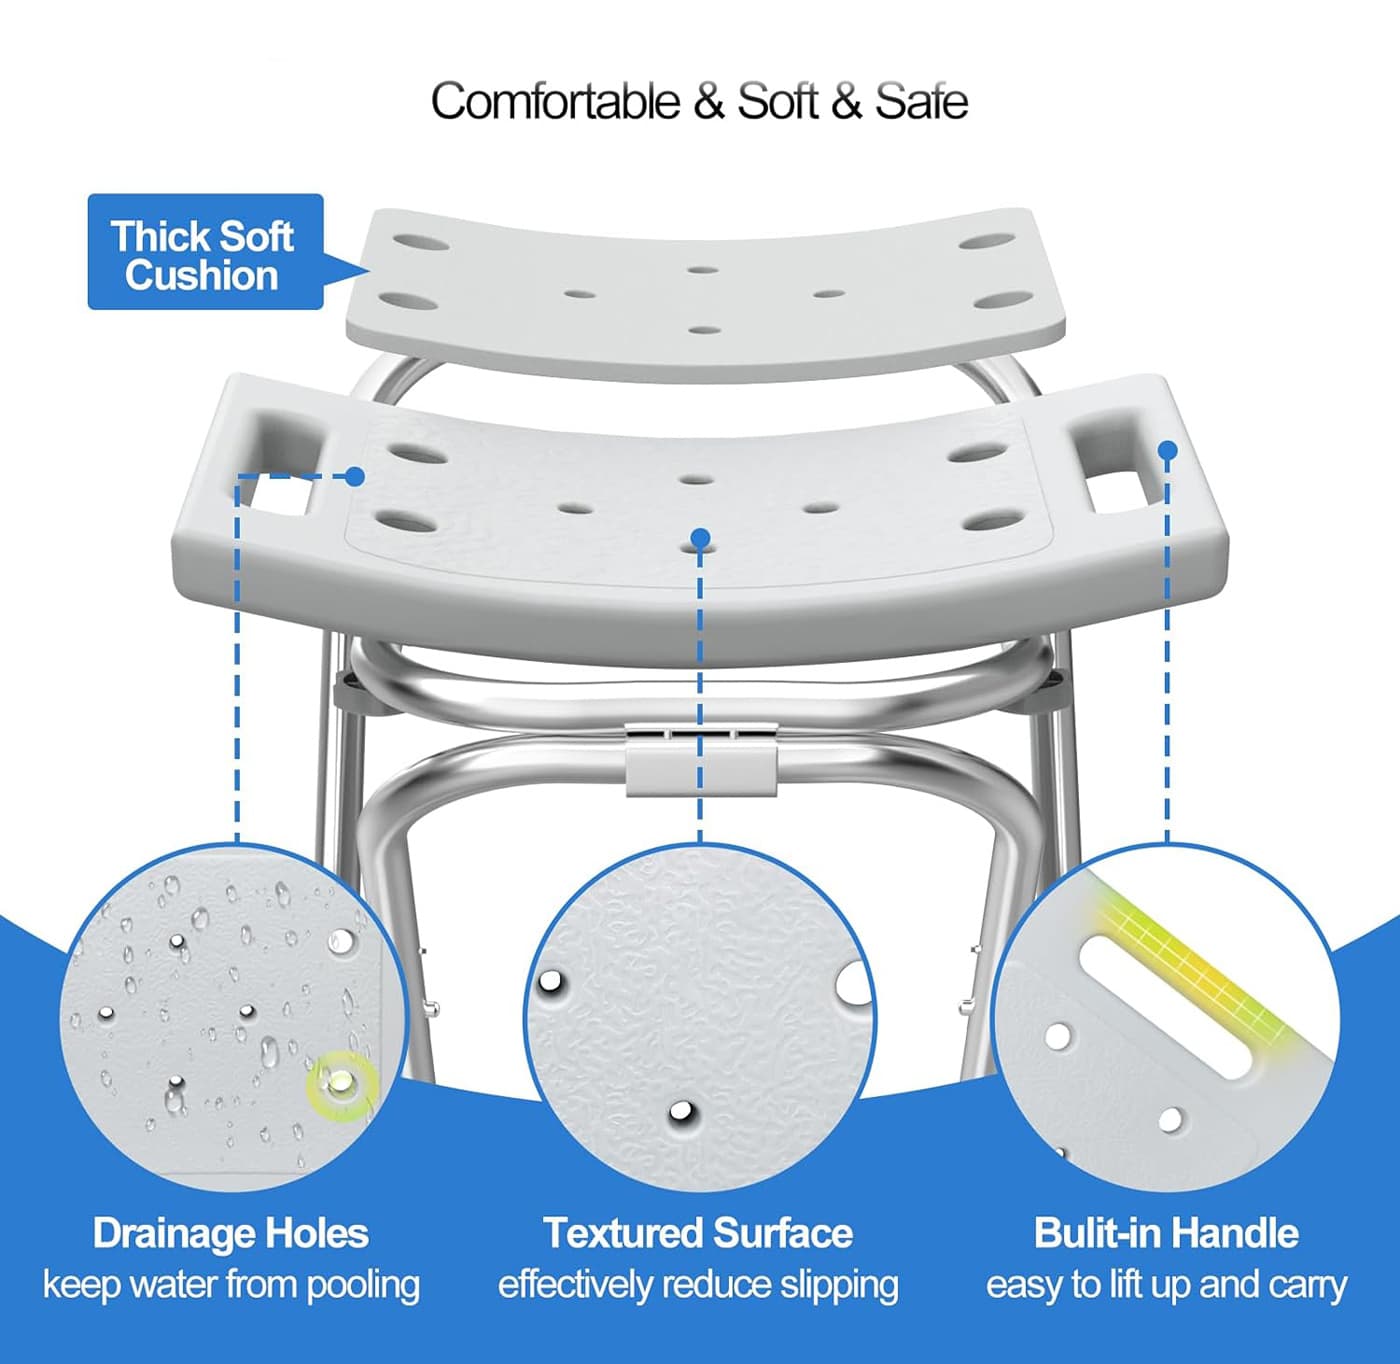 Comfortable & Soft & Safe
Thick Soft
Cushion
Drainage Holes
keep water from pooling
Textured Surface
effectively reduce slipping
Bulit-in Handle
easy to lift up and carry